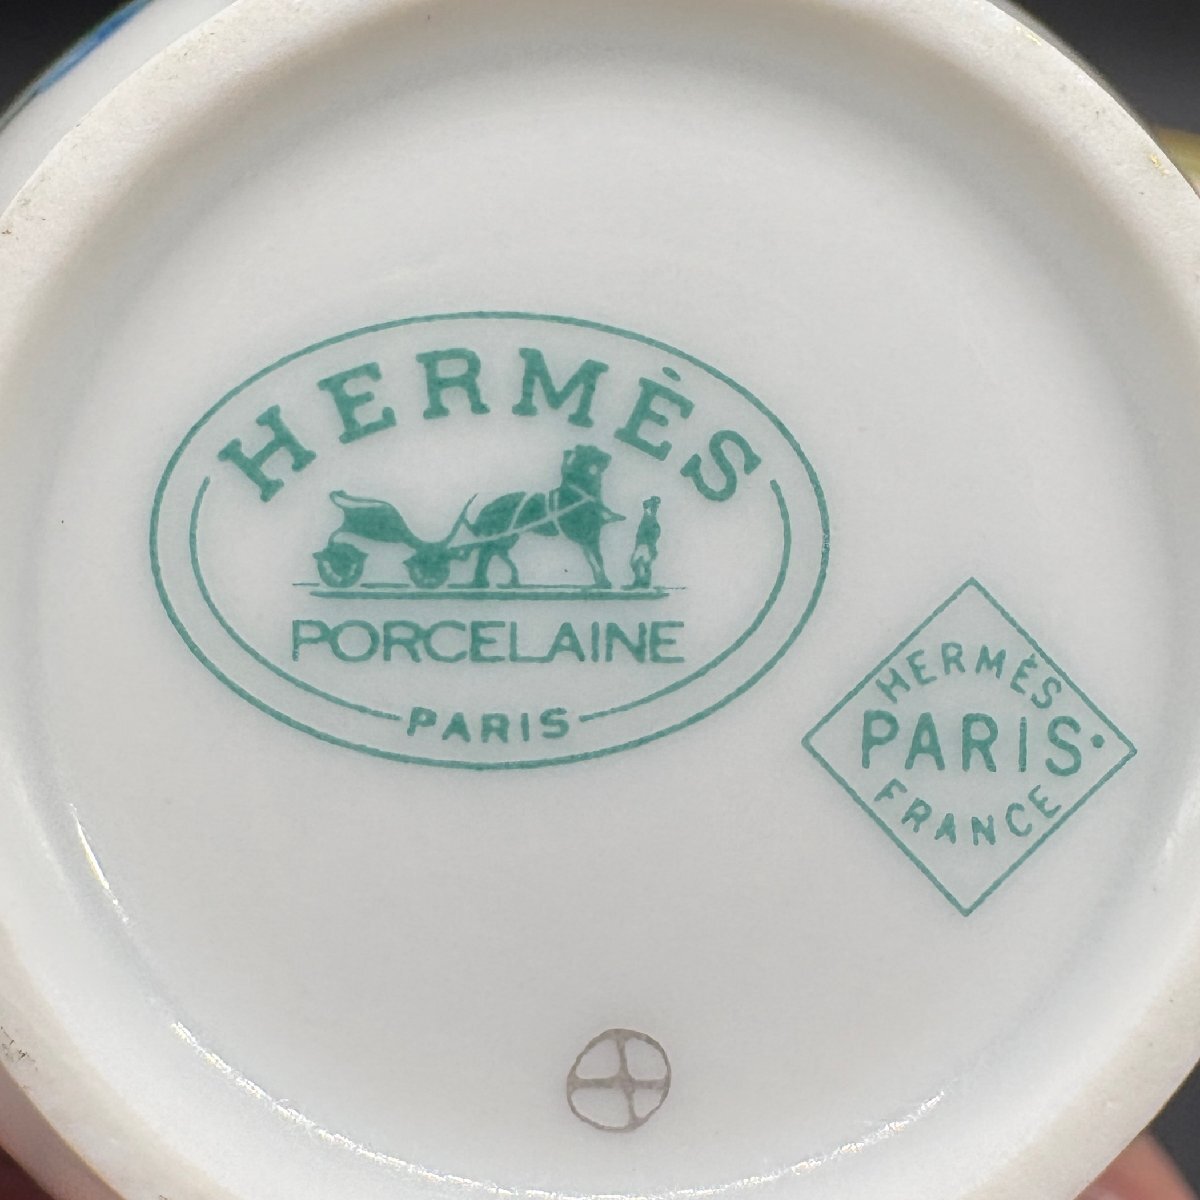 HERMÈS
PORCELAINE
PARIS
HERMÈS
PARIS.
FRANCE